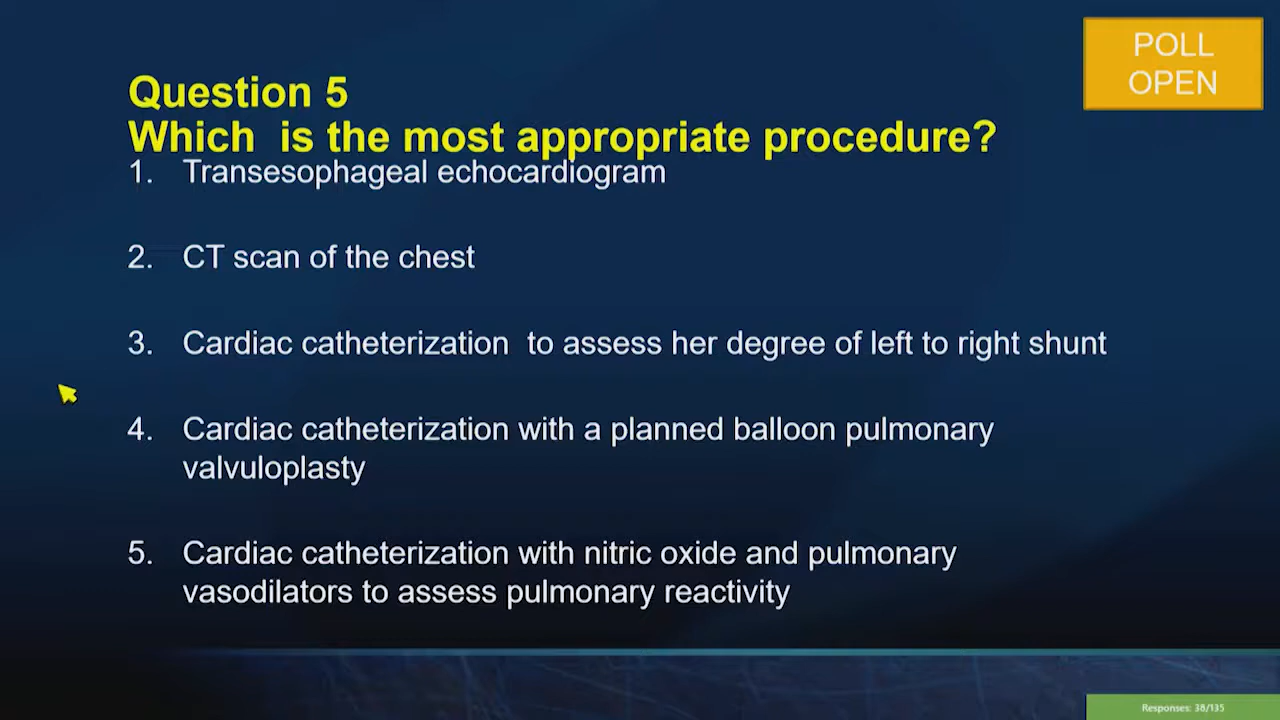 POLL
OPEN
Question 5
Which  is the most appropriate procedure?
1. Transesophageal echocardiogram
2. CT scan of the chest
3. Cardiac catheterization  to assess her degree of left to right shunt
4. Cardiac catheterization with a planned balloon pulmonary
valvuloplasty
5. Cardiac catheterization with nitric oxide and pulmonary
vasodilators to assess pulmonary reactivity
Responses: 38/135